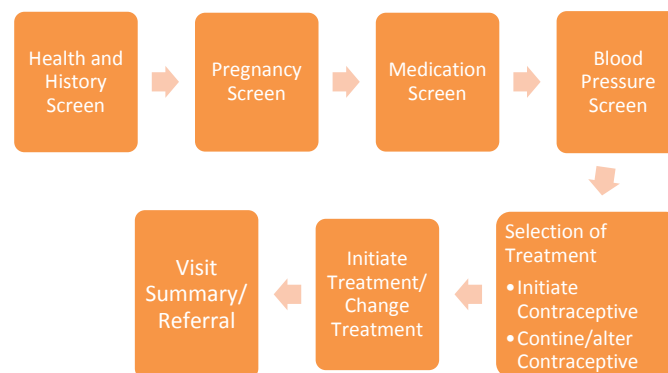 Health and
History
Screen
Pregnancy
Screen
Medication
Screen
Blood
Pressure
Screen
Selection of
Treatment
•Initiate
Contraceptive
•Contine/alter
Contraceptive
Initiate
Treatment/
Change
Treatment
Visit
Summary/
Referral